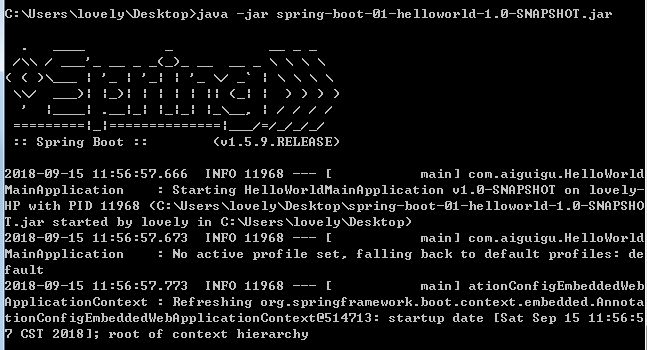 C:\Users\lovely\Desktop>java -jar spring-boot-01-helloworld-1.0-SNAPSHOT.jar
  .   ____          _            __ _ _
 /\\ / ___'_ __ _ _(_)_ __  __ _ \ \ \ \
( ( )\___ | '_ | '_| | '_ \/ _` | \ \ \ \
 \\/  ___)| |_)| | | | | || (_| |  ) ) ) )
  '  |____| .__|_| |_|_| |_\__, | / / / /
 =========|_|==============|___/=/_/_/_/
 :: Spring Boot ::        (v1.5.9.RELEASE)
2018-09-15 11:56:57.666  INFO 11968 --- [           main] com.aiguigu.HelloWorld
MainApplication    : Starting HelloWorldMainApplication v1.0-SNAPSHOT on lovely-
HP with PID 11968 (C:\Users\lovely\Desktop\spring-boot-01-helloworld-1.0-SNAPSHO
T.jar started by lovely in C:\Users\lovely\Desktop)
2018-09-15 11:56:57.673  INFO 11968 --- [           main] com.aiguigu.HelloWorld
MainApplication    : No active profile set, falling back to default profiles: de
fault
2018-09-15 11:56:57.773  INFO 11968 --- [           main] ationConfigEmbeddedWeb
ApplicationContext : Refreshing org.springframework.boot.context.embedded.Annota
tionConfigEmbeddedWebApplicationContext@514713: startup date [Sat Sep 15 11:56:5
7 CST 2018]; root of context hierarchy